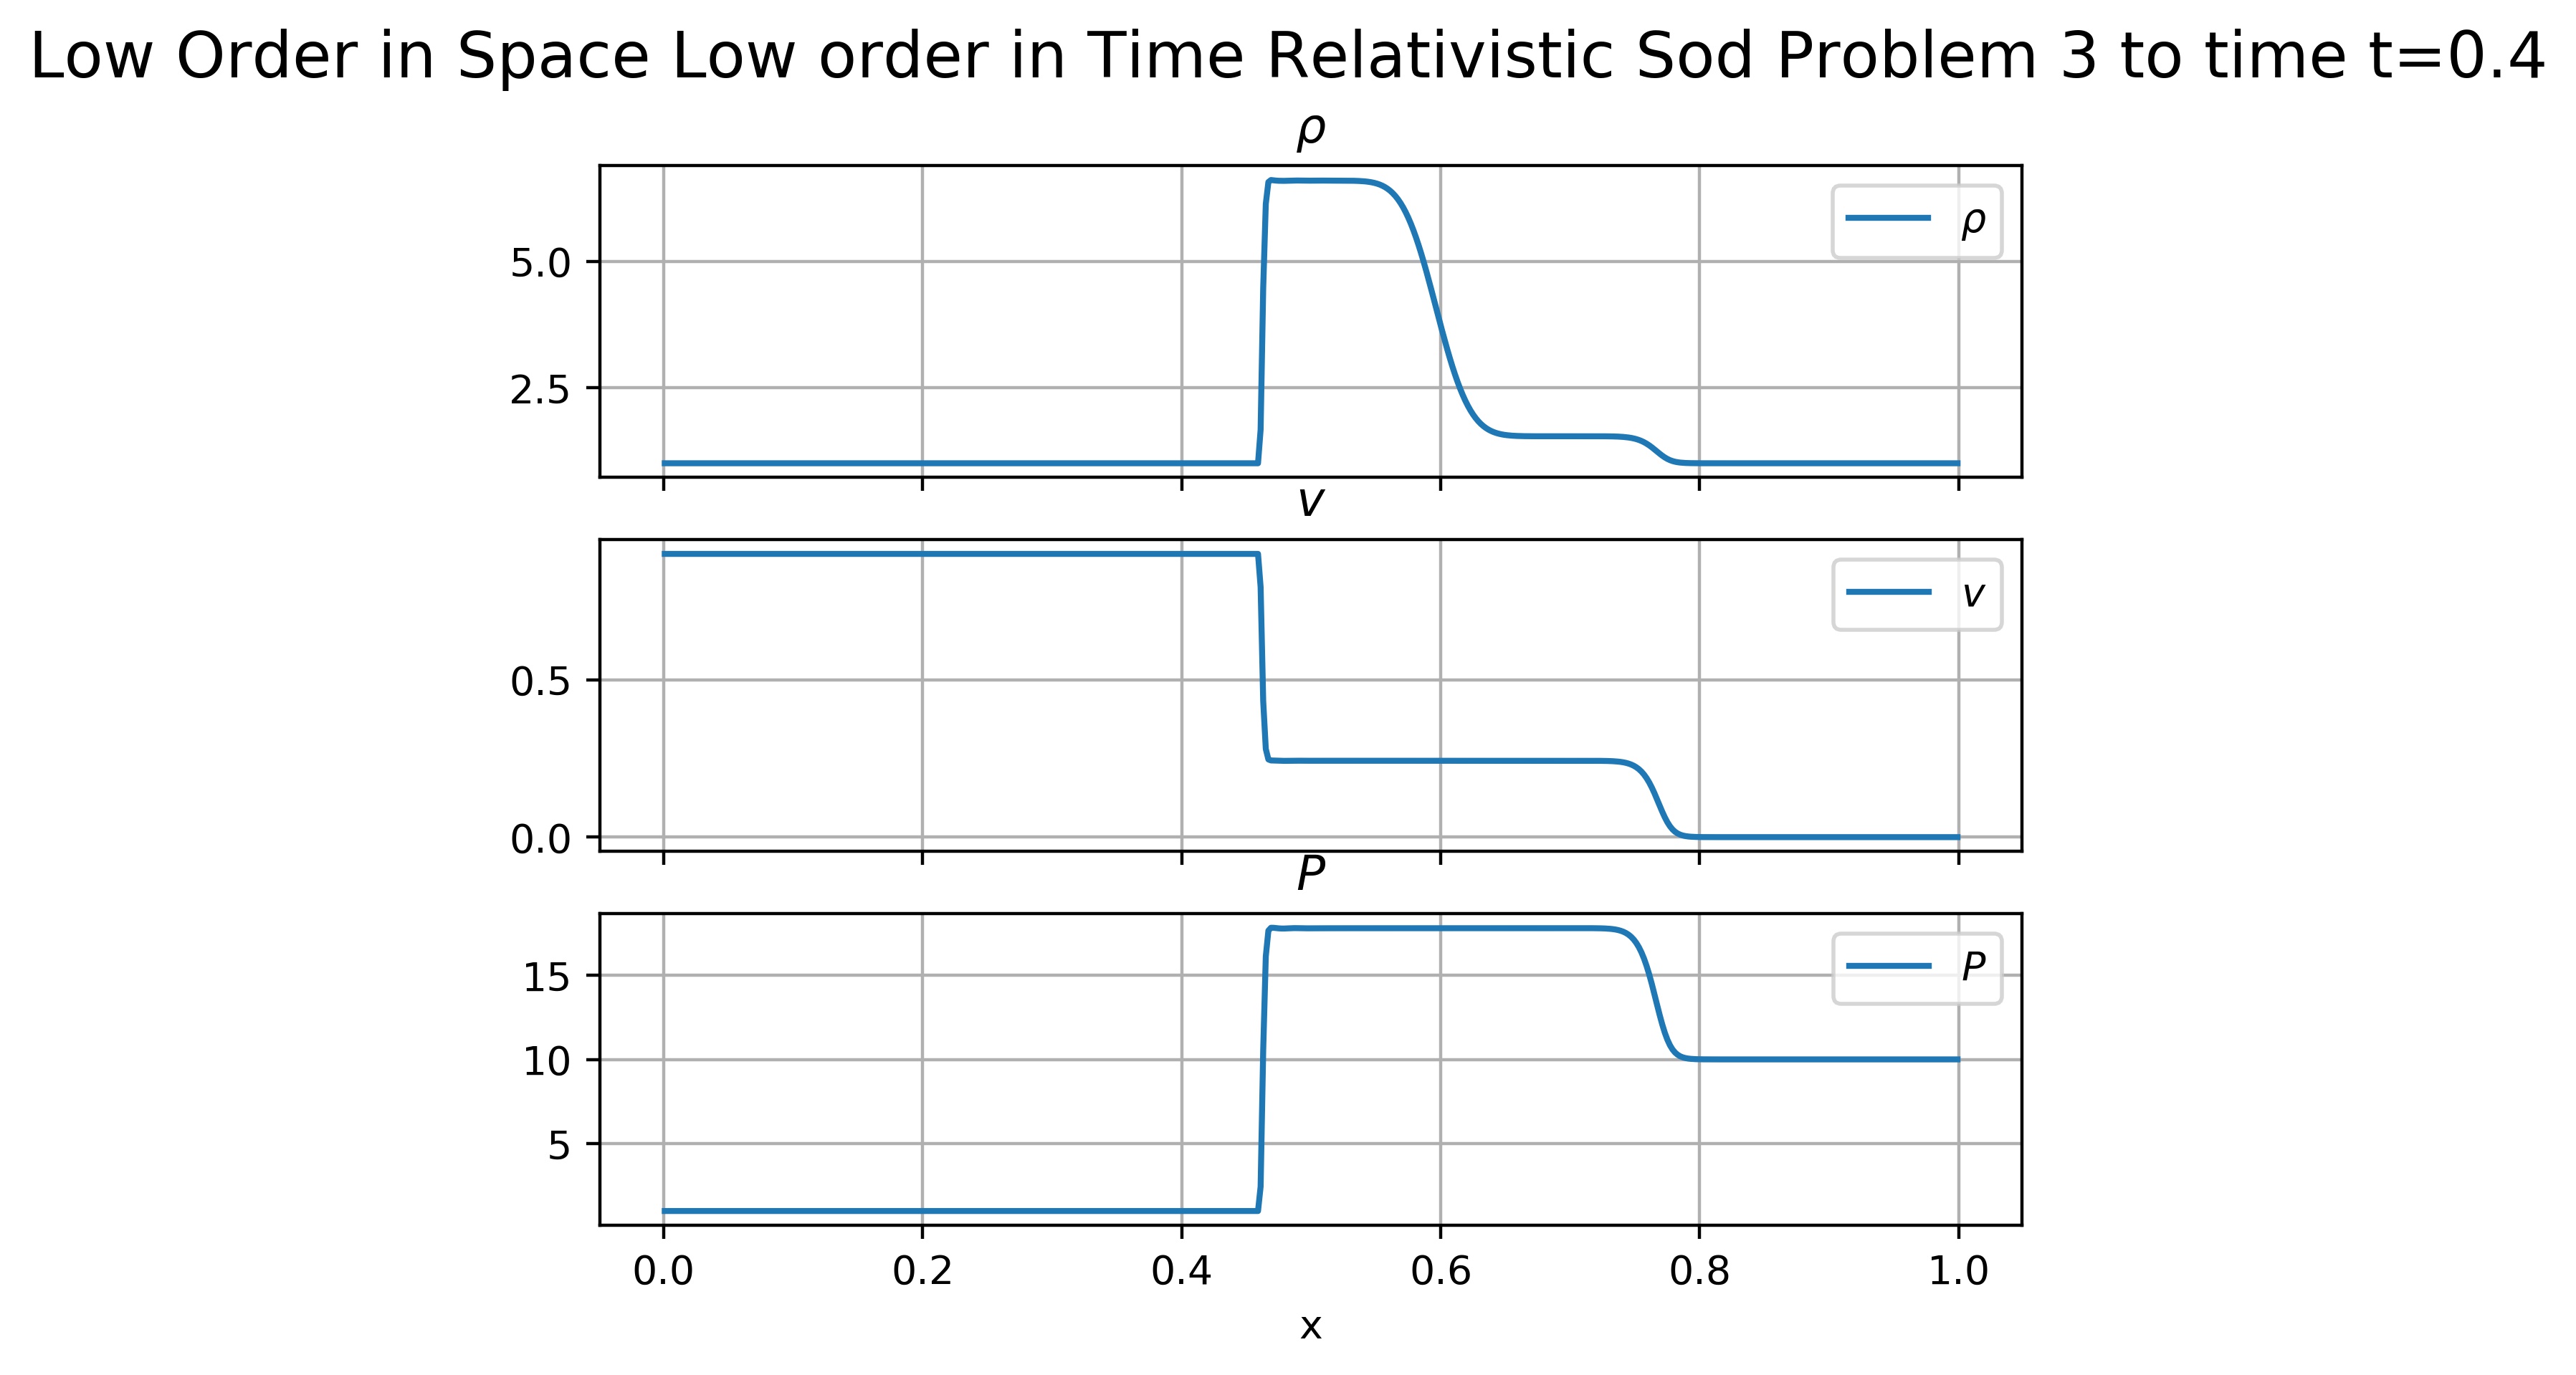 Low Order in Space Low order in Time Relativistic Sod Problem 3 to time t=0.4
ρ
5.0
2.5
ρ
v
0.5
0.0
v
P
15
10
5
P
0.0 0.2 0.4 0.6 0.8 1.0
x